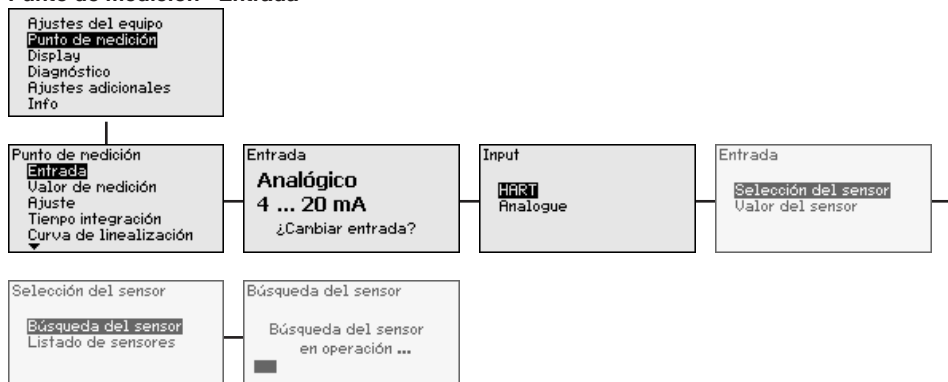 Punto de medición - Entrada
Ajustes del equipo
Punto de medición
Display
Diagnóstico
Ajustes adicionales
Info
Punto de medición
Entrada
Valor de medición
Ajuste
Tiempo integración
Curva de linealización
Entrada
Analógico
4 ... 20 mA
¿Cambiar entrada?
Input
HART
Analogue
Entrada
Selección del sensor
Valor del sensor
Selección del sensor
Búsqueda del sensor
Listado de sensores
Búsqueda del sensor
Búsqueda del sensor
en operación ...